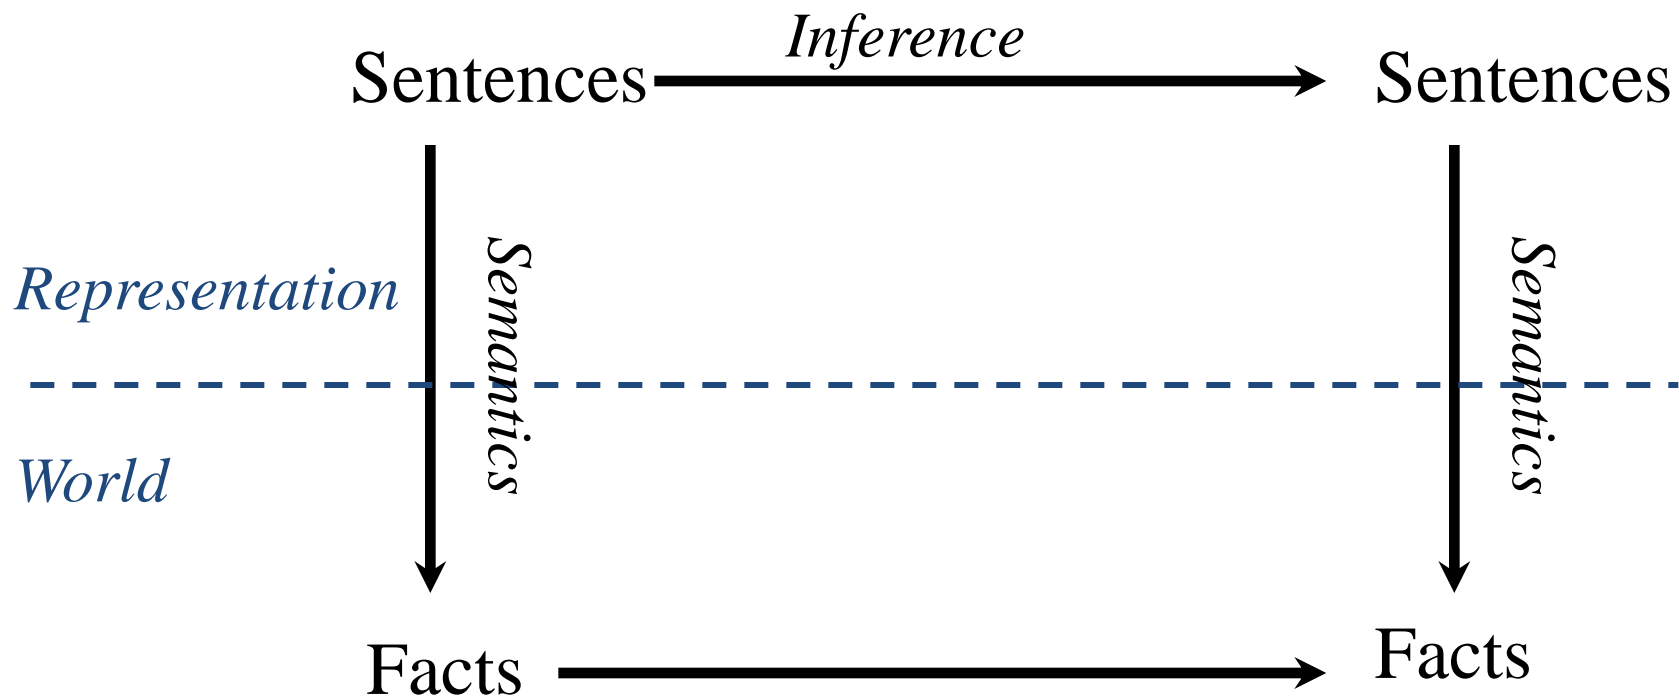 Inference
Sentences
Sentences
Semantics
Semantics
Representation
World
Facts
Facts